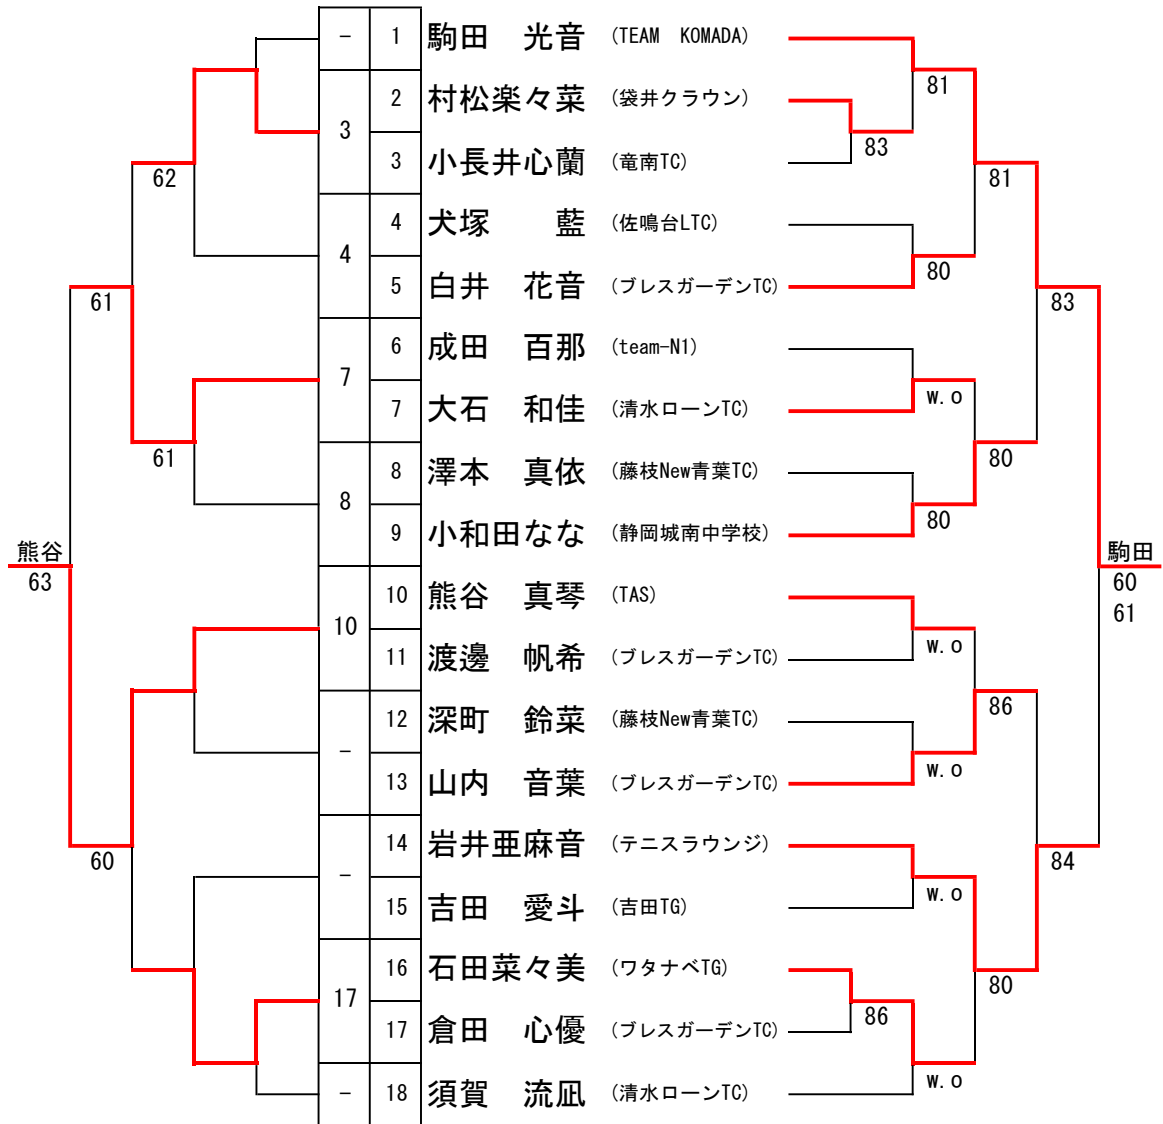 - 1 駒田 光音 (TEAM KOMADA)
81
2 村松楽々菜 (袋井クラウン)
3
83
3 小長井心蘭 (竜南TC)
62
81
4 犬塚 藍 (佐鳴台LTC)
4
80
5 白井 花音 (ブレスガーデンTC)
61
83
6 成田 百那 (team-N1)
7
w.o
7 大石 和佳 (清水ローンTC)
61
80
8 澤本 真依 (藤枝New青葉TC)
8
80
9 小和田なな (静岡城南中学校)
熊谷
駒田
63
60
10 熊谷 真琴 (TAS)
61
10
w.o
11 渡邊 帆希 (ブレスガーデンTC)
86
12 深町 鈴菜 (藤枝New青葉TC)
-
w.o
13 山内 音葉 (ブレスガーデンTC)
14 岩井亜麻音 (テニスラウンジ)
60
84
-
w.o
15 吉田 愛斗 (吉田TG)
16 石田菜々美 (ワタナベTG)
80
17
86
17 倉田 心優 (ブレスガーデンTC)
w.o
- 18 須賀 流凪 (清水ローンTC)